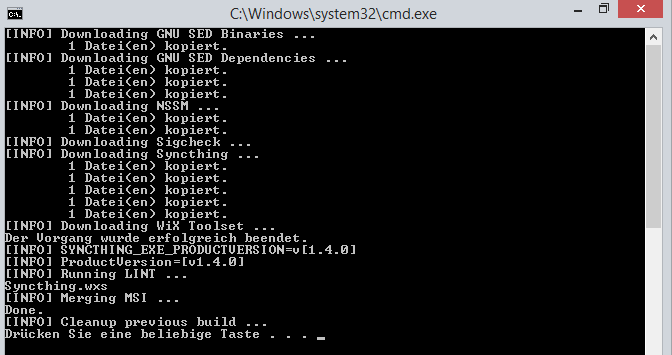 C:\Windows\system32\cmd.exe
[INFO] Downloading GNU SED Binaries ...
        1 Datei(en) kopiert.
[INFO] Downloading GNU SED Dependencies ...
        1 Datei(en) kopiert.
        1 Datei(en) kopiert.
        1 Datei(en) kopiert.
[INFO] Downloading NSSM ...
        1 Datei(en) kopiert.
        1 Datei(en) kopiert.
[INFO] Downloading Sigcheck ...
[INFO] Downloading Syncthing ...
        1 Datei(en) kopiert.
        1 Datei(en) kopiert.
        1 Datei(en) kopiert.
        1 Datei(en) kopiert.
        1 Datei(en) kopiert.
[INFO] Downloading WiX Toolset ...
Der Vorgang wurde erfolgreich beendet.
[INFO] SYNCTHING_EXE_PRODUCTVERSION=v[1.4.0]
[INFO] ProductVersion=[v1.4.0]
[INFO] Running LINT ...
Syncthing.wxs
[INFO] Merging MSI ...
Done.
[INFO] Cleanup previous build ...
Drücken Sie eine beliebige Taste . . . _